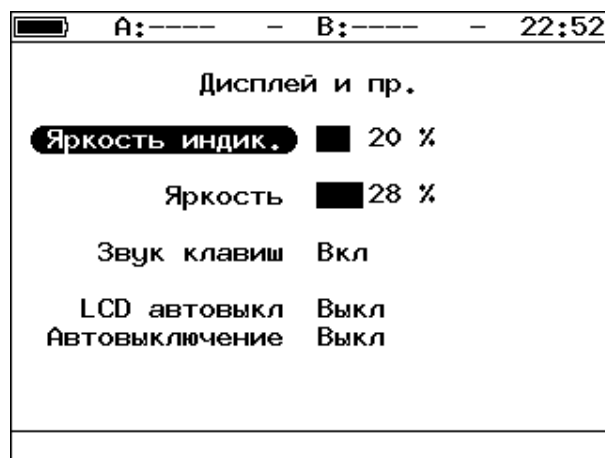 A:---- - B:---- - 22:52
Дисплей и пр.
Яркость индик. 20 %
Яркость 28 %
Звук клавиш Вкл
LCD автовыкл Выкл
Автовыключение Выкл